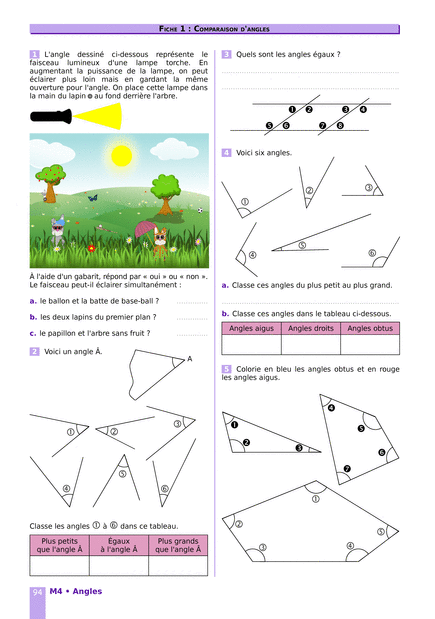 FICHE 1 : COMPARAISON D'ANGLES
1 L'angle dessiné ci-dessous représente le
faisceau lumineux d'une lampe torche. En
augmentant la puissance de la lampe, on peut
éclairer plus loin mais en gardant la même
ouverture pour l'angle. On place cette lampe dans
la main du lapin au fond derrière l'arbre.
À l'aide d'un gabarit, répond par « oui » ou « non ».
Le faisceau peut-il éclairer simultanément :
a. le ballon et la batte de base-ball ? ..............
b. les deux lapins du premier plan ? ..............
c. le papillon et l'arbre sans fruit ? ..............
2 Voici un angle Â.
A
① ② ③
④ ⑤ ⑥
Classe les angles ① à ⑥ dans ce tableau.
Plus petits que l'angle Â
Égaux à l'angle Â
Plus grands que l'angle Â
3 Quels sont les angles égaux ?
❶ ❷ ❸ ❹
❺ ❻ ❼ ❽
4 Voici six angles.
① ② ③
④ ⑤ ⑥
a. Classe ces angles du plus petit au plus grand.
b. Classe ces angles dans le tableau ci-dessous.
Angles aigus Angles droits Angles obtus
5 Colorie en bleu les angles obtus et en rouge
les angles aigus.
❶ ❷ ❸
❹ ❺ ❻ ❼
① ② ③ ④ ⑤
94 M4 • Angles